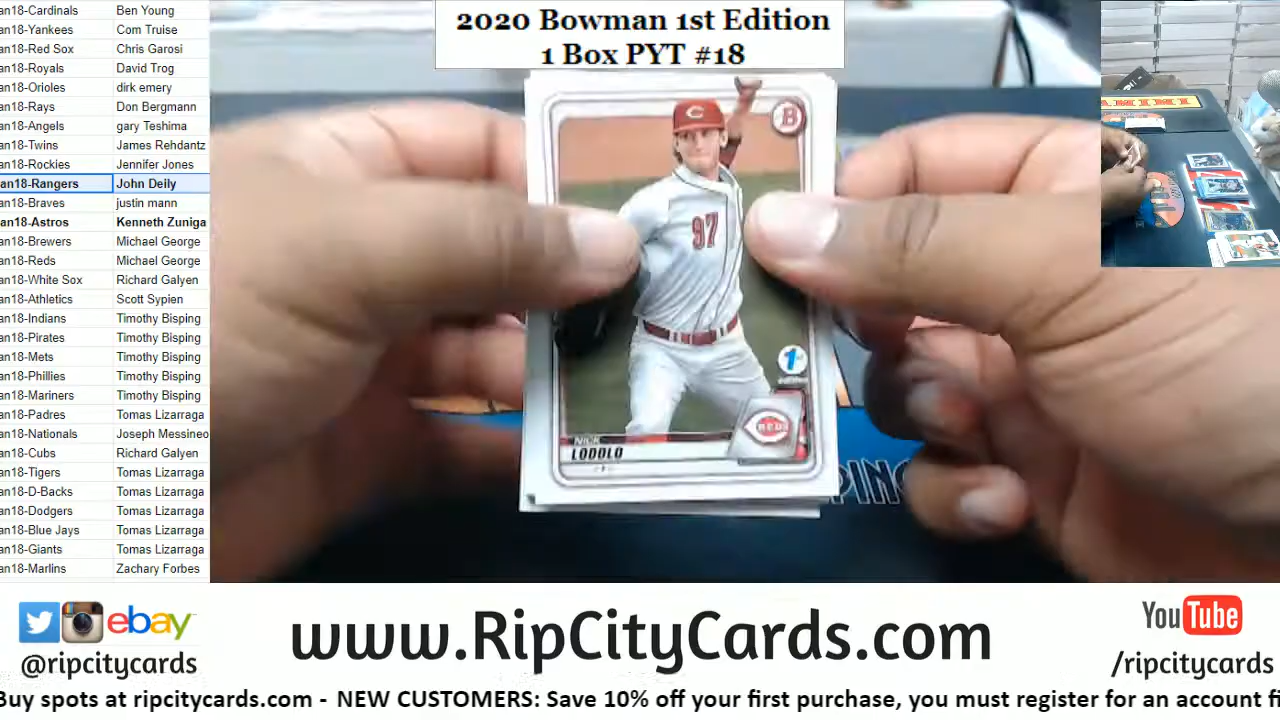 2020 Bowman 1st Edition
1 Box PYT #18
an18-Cardinals Ben Young
an18-Yankees Com Truise
an18-Red Sox Chris Garosi
an18-Royals David Trog
an18-Orioles dirk emery
an18-Rays Don Bergmann
an18-Angels gary Teshima
an18-Twins James Rehdantz
an18-Rockies Jennifer Jones
an18-Rangers John Deily
an18-Braves justin mann
an18-Astros Kenneth Zuniga
an18-Brewers Michael George
an18-Reds Michael George
an18-White Sox Richard Galyen
an18-Athletics Scott Sypien
an18-Indians Timothy Bisping
an18-Pirates Timothy Bisping
an18-Mets Timothy Bisping
an18-Phillies Timothy Bisping
an18-Mariners Timothy Bisping
an18-Padres Tomas Lizarraga
an18-Nationals Joseph Messineo
an18-Cubs Richard Galyen
an18-Tigers Tomas Lizarraga
an18-D-Backs Tomas Lizarraga
an18-Dodgers Tomas Lizarraga
an18-Blue Jays Tomas Lizarraga
an18-Giants Tomas Lizarraga
an18-Marlins Zachary Forbes
B
C
97
1st
edition
REDS
NICK
LODOLO
PING
PANINI
ebay
@ripcitycards
www.RipCityCards.com
YouTube
/ripcitycards
Buy spots at ripcitycards.com - NEW CUSTOMERS: Save 10% off your first purchase, you must register for an account fi